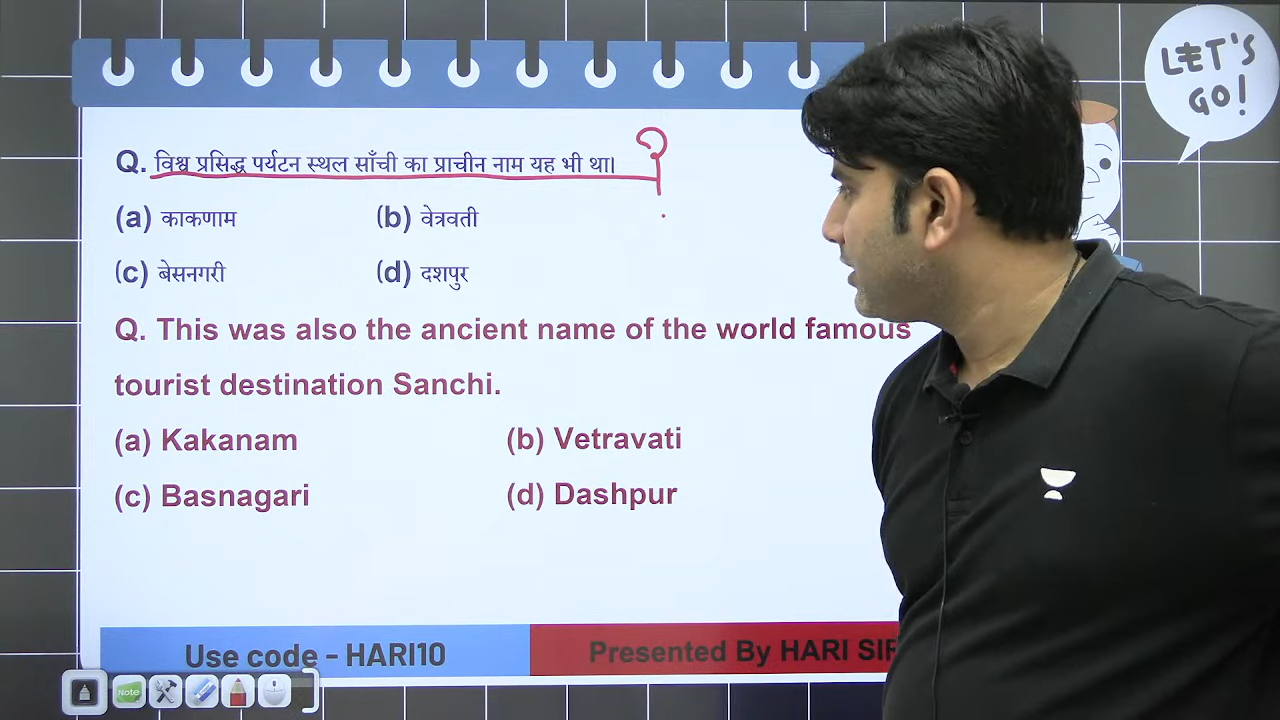 LET'S
GO!
Q. विश्व प्रसिद्ध पर्यटन स्थल साँची का प्राचीन नाम यह भी था। ?
(a) काकणाम (b) वेत्रवती
(c) बेसनगरी (d) दशपुर
Q. This was also the ancient name of the world famous
tourist destination Sanchi.
(a) Kakanam (b) Vetravati
(c) Basnagari (d) Dashpur
Use code - HARI10 Presented By HARI SIR
Note